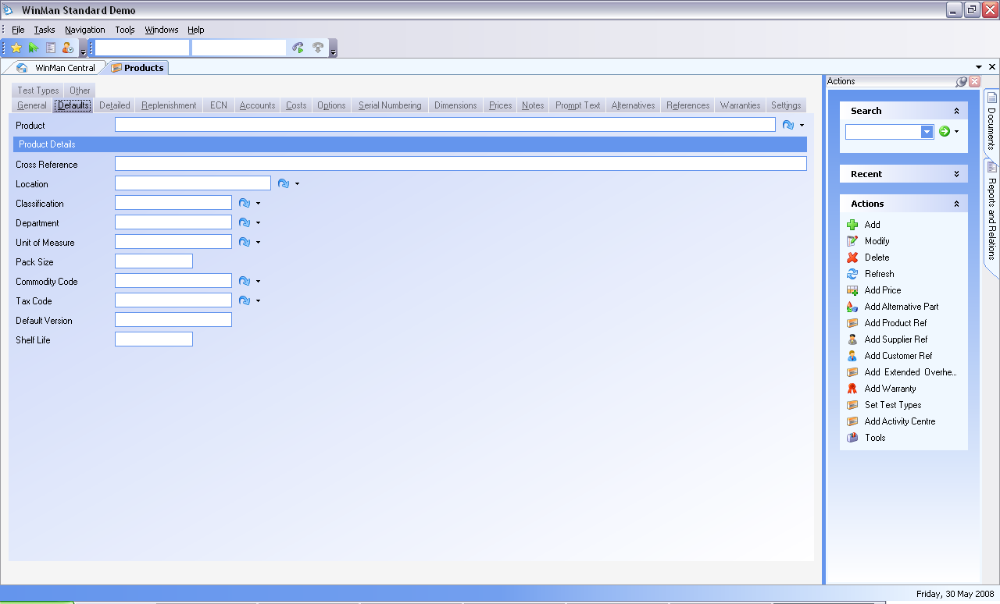 WinMan Standard Demo
File Tasks Navigation Tools Windows Help
WinMan Central Products
Test Types Other
General Defaults Detailed Replenishment ECN Accounts Costs Options Serial Numbering Dimensions Prices Notes Prompt Text Alternatives References Warranties Settings
Product
Product Details
Cross Reference
Location
Classification
Department
Unit of Measure
Pack Size
Commodity Code
Tax Code
Default Version
Shelf Life
Actions
Search
Recent
Actions
Add
Modify
Delete
Refresh
Add Price
Add Alternative Part
Add Product Ref
Add Supplier Ref
Add Customer Ref
Add Extended Overhe...
Add Warranty
Set Test Types
Add Activity Centre
Tools
Documents
Reports and Relations
Friday, 30 May 2008